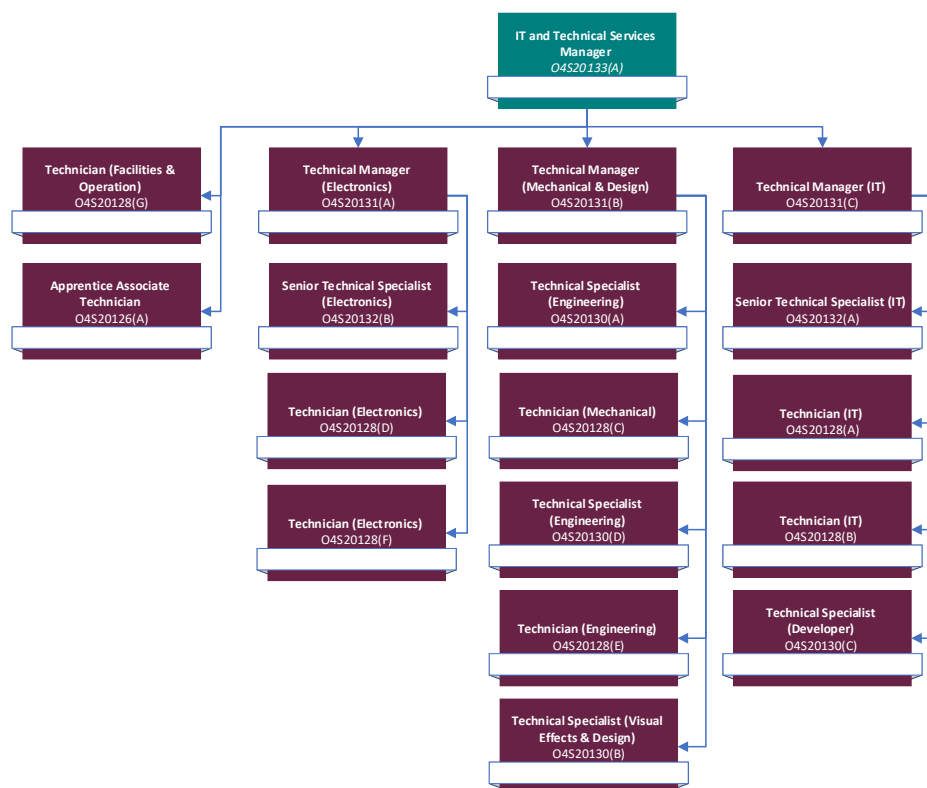 IT and Technical Services
Manager
O4S20133(A)
Technician (Facilities &
Operation)
O4S20128(G)
Technical Manager
(Electronics)
O4S20131(A)
Technical Manager
(Mechanical & Design)
O4S20131(B)
Technical Manager (IT)
O4S20131(C)
Apprentice Associate
Technician
O4S20126(A)
Senior Technical Specialist
(Electronics)
O4S20132(B)
Technical Specialist
(Engineering)
O4S20130(A)
Senior Technical Specialist (IT)
O4S20132(A)
Technician (Electronics)
O4S20128(D)
Technician (Mechanical)
O4S20128(C)
Technician (IT)
O4S20128(A)
Technician (Electronics)
O4S20128(F)
Technical Specialist
(Engineering)
O4S20130(D)
Technician (IT)
O4S20128(B)
Technician (Engineering)
O4S20128(E)
Technical Specialist
(Developer)
O4S20130(C)
Technical Specialist (Visual
Effects & Design)
O4S20130(B)